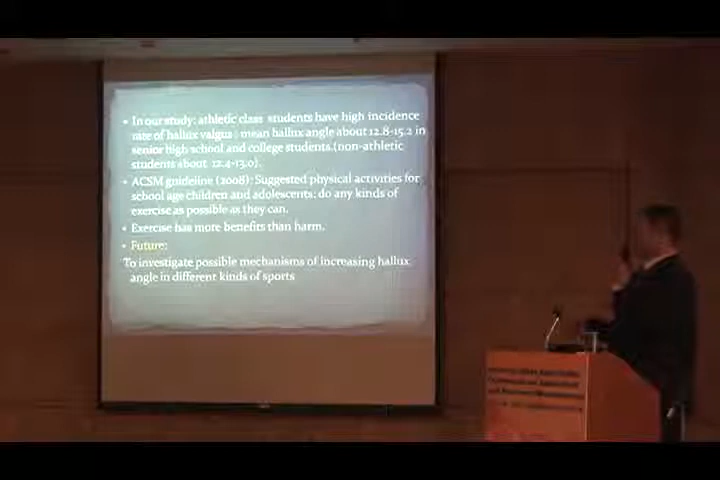 • In our study: athletic class students have high incidence
rate of hallux valgus : mean hallux angle about 12.8-15.2 in
senior high school and college students.(non-athletic
students about 12.4-13.0).
• ACSM guideline (2008): Suggested physical activities for
school age children and adolescents: do any kinds of
exercise as possible as they can.
• Exercise has more benefits than harm.
• Future:
To investigate possible mechanisms of increasing hallux
angle in different kinds of sports